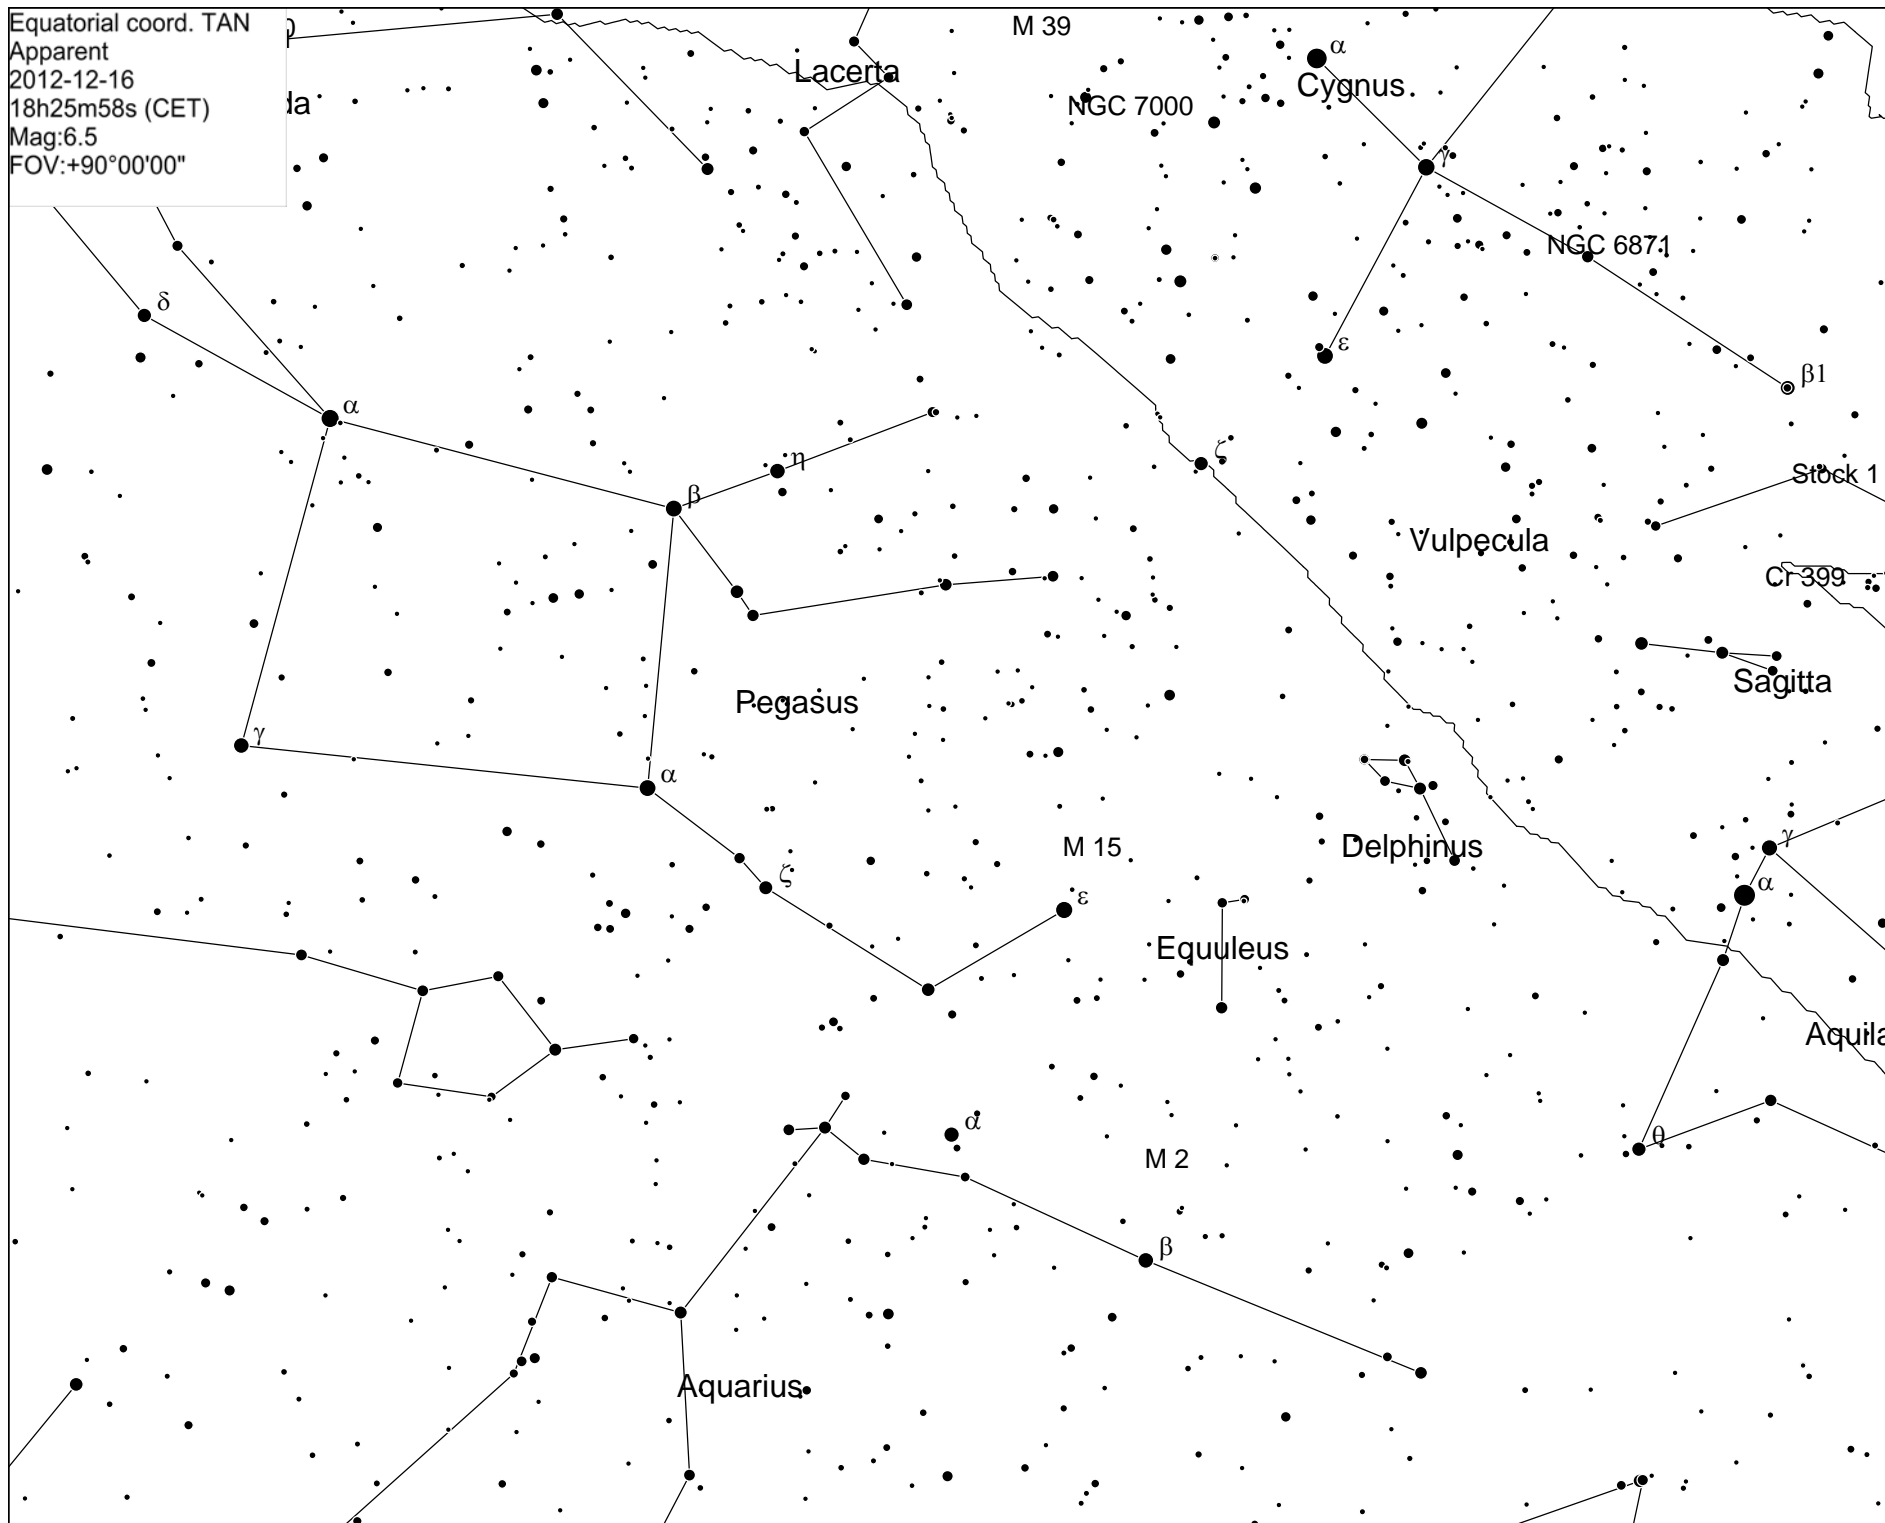 Equatorial coord. TAN
Apparent
2012-12-16
18h25m58s (CET)
Mag:6.5
FOV:+90°00'00"
da
M 39
α
Lacerta
Cygnus
NGC 7000
γ
NGC 6871
δ
ε
β1
α
η
ζ
β
Stock 1
Vulpecula
Cr 399
Sagitta
Pegasus
γ
α
M 15
Delphinus
γ
ζ
α
ε
Equuleus
Aquila
α
θ
M 2
β
Aquarius